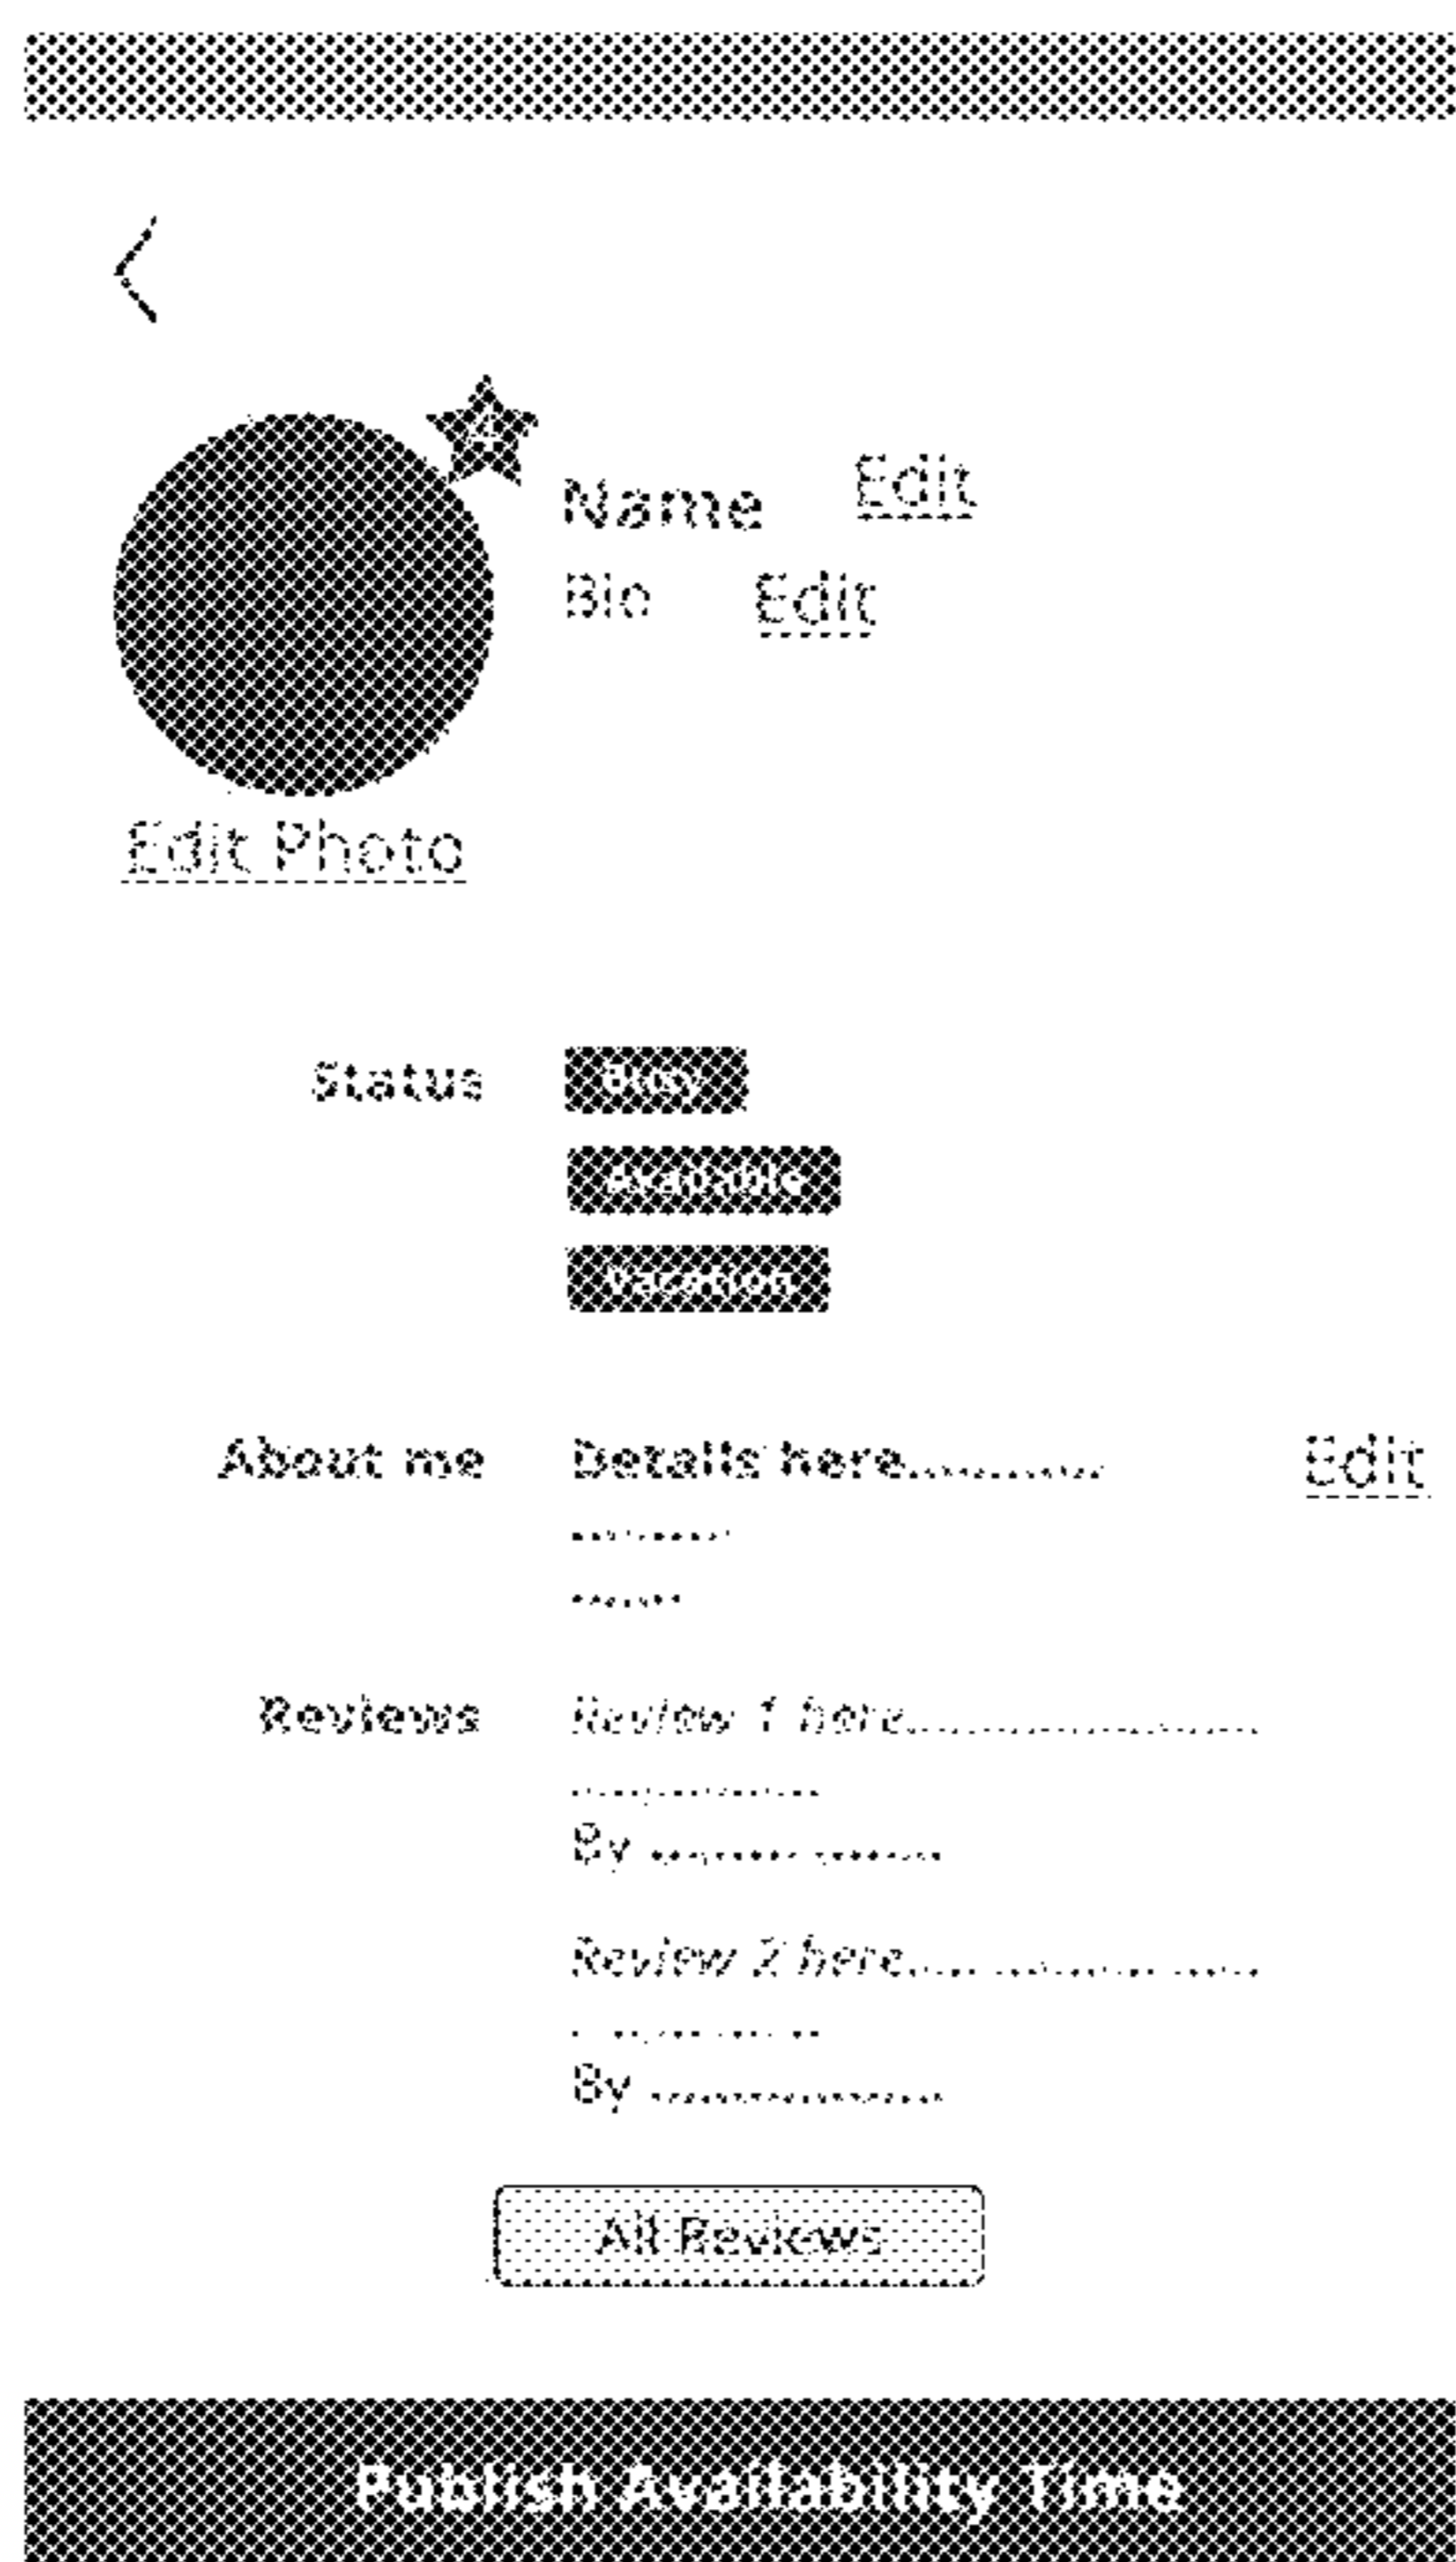 4
Name Edit
Bio Edit
Edit Photo
Status Busy
Available
Vacation
About me Details here............. Edit
..........
.......
Reviews Review 1 here........................
.................
By ....................
Review 2 here........................
.................
By ....................
All Reviews
Publish Availability Time